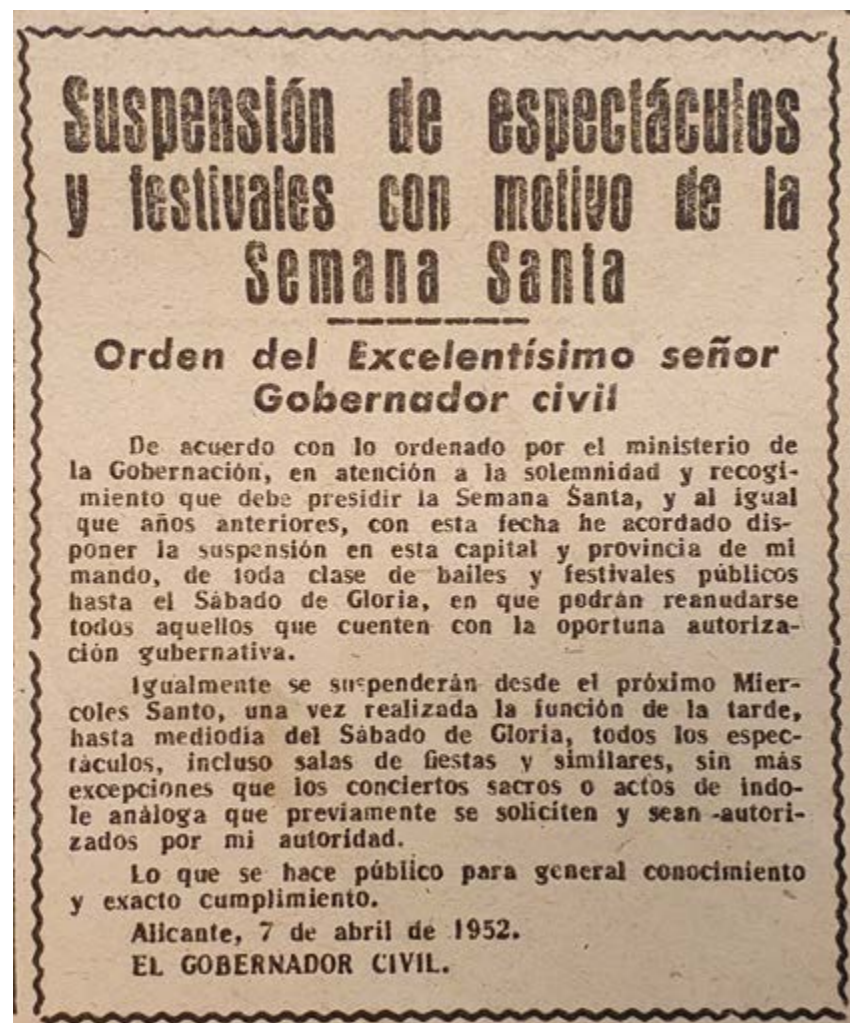 Suspensión de espectáculos
y festivales con motivo de la
Semana Santa
Orden del Excelentísimo señor
Gobernador civil
De acuerdo con lo ordenado por el ministerio de
la Gobernación, en atención a la solemnidad y recogi-
miento que debe presidir la Semana Santa, y al igual
que años anteriores, con esta fecha he acordado dis-
poner la suspensión en esta capital y provincia de mi
mando, de toda clase de bailes y festivales públicos
hasta el Sábado de Gloria, en que podrán reanudarse
todos aquellos que cuenten con la oportuna autoriza-
ción gubernativa.
Igualmente se suspenderán desde el próximo Mier-
coles Santo, una vez realizada la función de la tarde,
hasta mediodía del Sábado de Gloria, todos los espec-
táculos, incluso salas de fiestas y similares, sin más
excepciones que los conciertos sacros o actos de indo-
le análoga que previamente se soliciten y sean -autori-
zados por mi autoridad.
Lo que se hace público para general conocimiento
y exacto cumplimiento.
Alicante, 7 de abril de 1952.
EL GOBERNADOR CIVIL.